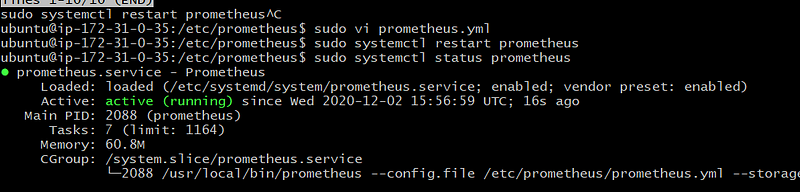 lines 1-10/10 (END)
sudo systemctl restart prometheus^C
ubuntu@ip-172-31-0-35:/etc/prometheus$ sudo vi prometheus.yml
ubuntu@ip-172-31-0-35:/etc/prometheus$ sudo systemctl restart prometheus
ubuntu@ip-172-31-0-35:/etc/prometheus$ sudo systemctl status prometheus
● prometheus.service - Prometheus
Loaded: loaded (/etc/systemd/system/prometheus.service; enabled; vendor preset: enabled)
Active: active (running) since Wed 2020-12-02 15:56:59 UTC; 16s ago
Main PID: 2088 (prometheus)
Tasks: 7 (limit: 1164)
Memory: 60.8M
CGroup: /system.slice/prometheus.service
└─2088 /usr/local/bin/prometheus --config.file /etc/prometheus/prometheus.yml --storage